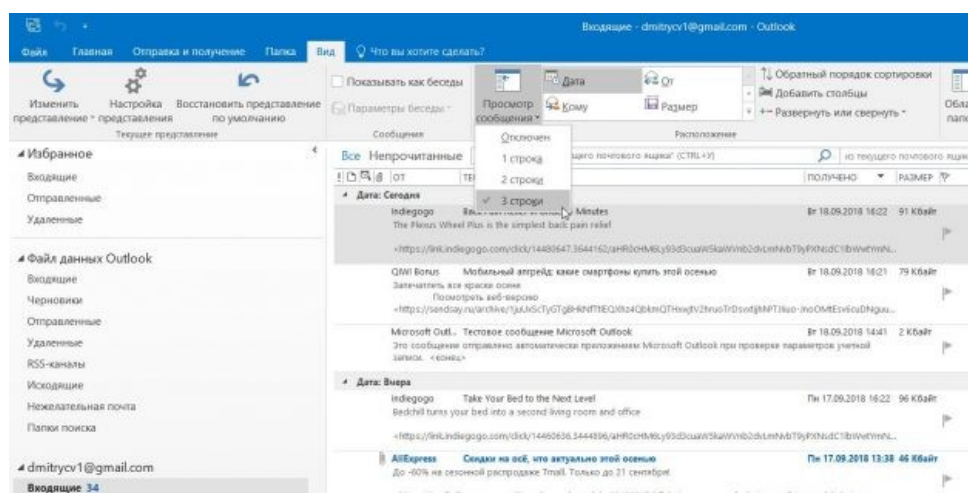 Входящие - dmitrycv1@gmail.com - Outlook
Файл Главная Отправка и получение Папка Вид Что вы хотите сделать?
Изменить представление
Настройка представления
Восстановить представление по умолчанию
Текущее представление
Показывать как беседы
Параметры беседы
Сообщения
Просмотр сообщения
Дата От
Кому Размер
Расположение
Обратный порядок сортировки
Добавить столбцы
Развернуть или свернуть
Отключен
1 строка
2 строки
3 строки
Избранное
Входящие
Отправленные
Удаленные
Файл данных Outlook
Входящие
Черновики
Отправленные
Удаленные
RSS-каналы
Исходящие
Нежелательная почта
Папки поиска
dmitrycv1@gmail.com
Входящие 34
Все Непрочитанные
почтового ящика" (CTRL+У)
ОТ ПОЛУЧЕНО РАЗМЕР
Дата: Сегодня
Indiegogo Minutes Вт 18.09.2018 16:22 91 Кбайт
The Plexus Wheel Plus is the simplest back pain relief
QIWI Bonus Мобильный апгрейд: какие смартфоны купить этой осенью Вт 18.09.2018 16:21 79 Кбайт
Запечатлеть все краски осени
Посмотреть веб-версию
Microsoft Outl... Тестовое сообщение Microsoft Outlook Вт 18.09.2018 14:41 2 Кбайт
Это сообщение отправлено автоматически приложением Microsoft Outlook при проверке параметров учетной
записи. <конец>
Дата: Вчера
Indiegogo Take Your Bed to the Next Level Пн 17.09.2018 16:22 96 Кбайт
Bedchill turns your bed into a second living room and office
AliExpress Скидки на всё, что актуально этой осенью Пн 17.09.2018 13:38 46 Кбайт
До -60% на сезонной распродаже Tmall. Только до 21 сентября!